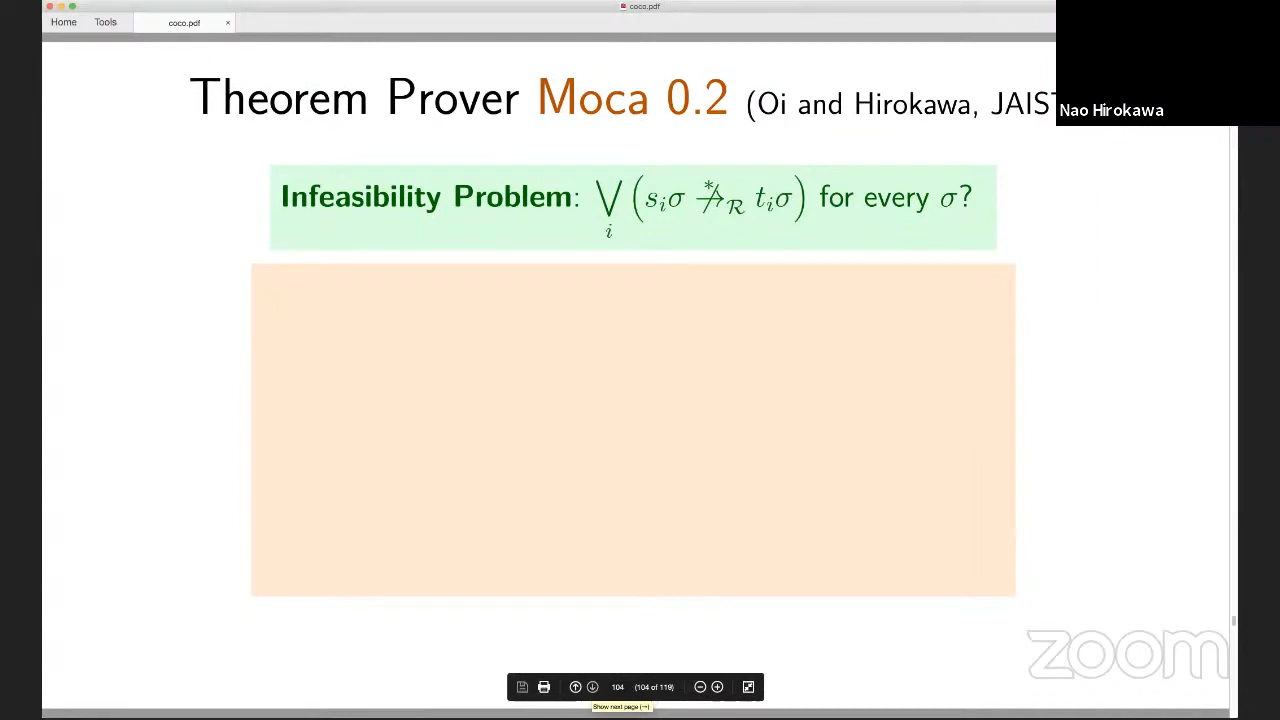 coco.pdf
Home Tools coco.pdf ×
Theorem Prover Moca 0.2 (Oi and Hirokawa, JAIST
Nao Hirokawa
Infeasibility Problem: ⋁ᵢ (sᵢσ ↛*_R tᵢσ) for every σ?
zoom
104 (104 of 119)
Show next page (→)